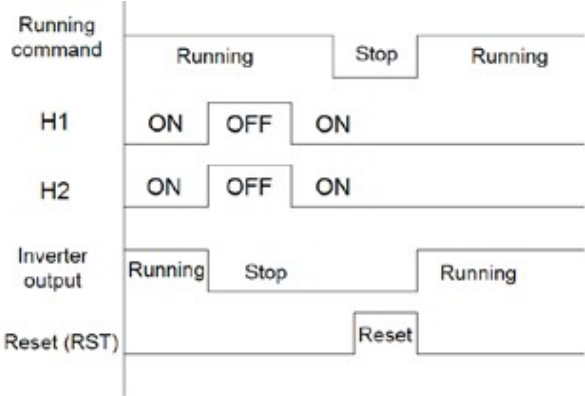 Running
command
Running Stop Running
H1 ON OFF ON
H2 ON OFF ON
Inverter
output
Running Stop Running
Reset (RST) Reset